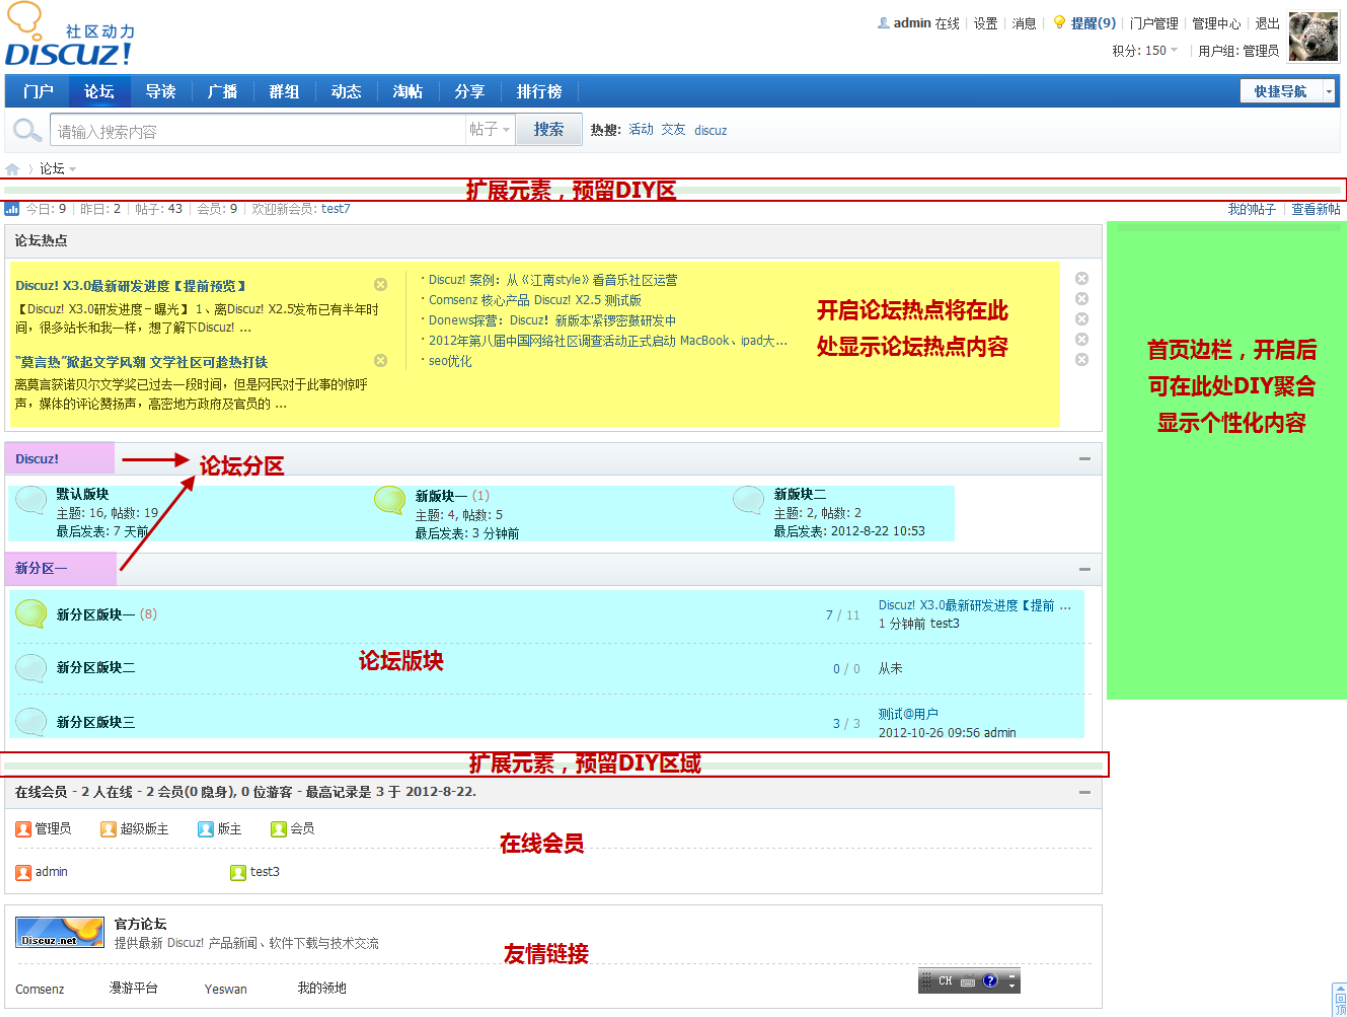 社区动力
DISCUZ!
admin 在线 | 设置 | 消息 | 提醒(9) | 门户管理 | 管理中心 | 退出
积分: 150 | 用户组: 管理员
门户 论坛 导读 广播 群组 动态 淘帖 分享 排行榜 快捷导航
请输入搜索内容 帖子 搜索 热搜: 活动 交友 discuz
论坛
扩展元素，预留DIY区
今日: 9 | 昨日: 2 | 帖子: 43 | 会员: 9 | 欢迎新会员: test7 我的帖子 | 查看新帖
论坛热点
Discuz! X3.0最新研发进度【提前预览】
【Discuz! X3.0研发进度－曝光】 1、离Discuz! X2.5发布已有半年时
间，很多站长和我一样，想了解下Discuz! ...
“莫言热”掀起文学风潮 文学社区可趁热打铁
离莫言获诺贝尔文学奖已过去一段时间，但是网民对于此事的惊呼
声，媒体的评论赞扬声，高密地方政府及官员的 ...
· Discuz! 案例：从《江南style》看音乐社区运营
· Comsenz 核心产品 Discuz! X2.5 测试版
· Donews探营：Discuz！新版本紧锣密鼓研发中
· 2012年第八届中国网络社区调查活动正式启动 MacBook、ipad大...
· seo优化
开启论坛热点将在此
处显示论坛热点内容
首页边栏，开启后
可在此处DIY聚合
显示个性化内容
Discuz!
论坛分区
默认版块
主题: 16, 帖数: 19
最后发表: 7 天前
新版块一 (1)
主题: 4, 帖数: 5
最后发表: 3 分钟前
新版块二
主题: 2, 帖数: 2
最后发表: 2012-8-22 10:53
新分区一
新分区版块一 (8) 7 / 11
Discuz! X3.0最新研发进度【提前 ...
1 分钟前 test3
论坛版块
新分区版块二 0 / 0 从未
新分区版块三 3 / 3
测试@用户
2012-10-26 09:56 admin
扩展元素，预留DIY区域
在线会员 - 2 人在线 - 2 会员(0 隐身), 0 位游客 - 最高记录是 3 于 2012-8-22.
管理员 超级版主 版主 会员
在线会员
admin test3
Discuz.net
官方论坛
提供最新 Discuz! 产品新闻、软件下载与技术交流
友情链接
Comsenz 漫游平台 Yeswan 我的领地
CH
回
顶